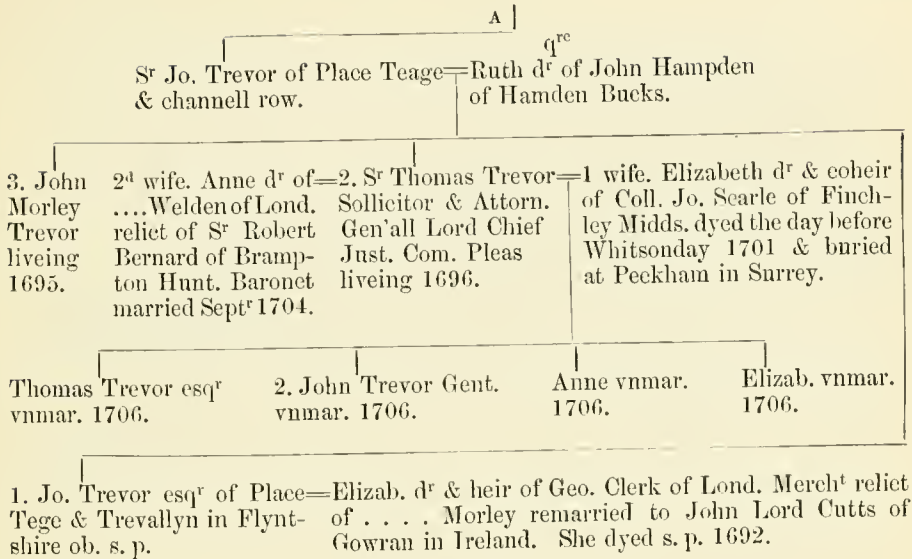 A
qre
Sr Jo. Trevor of Place Teage=Ruth dr of John Hampden
& channell row. of Hamden Bucks.
3. John
Morley
Trevor
liveing
1695.
2d wife. Anne dr of=
....Welden of Lond.
relict of Sr Robert
Bernard of Bramp-
ton Hunt. Baronet
married Septr 1704.
2. Sr Thomas Trevor=
Sollicitor & Attorn.
Gen'all Lord Chief
Just. Com. Pleas
liveing 1696.
1 wife. Elizabeth dr & coheir
of Coll. Jo. Searle of Finch-
ley Midds. dyed the day before
Whitsonday 1701 & buried
at Peckham in Surrey.
Thomas Trevor esqr
vnmar. 1706.
2. John Trevor Gent.
vnmar. 1706.
Anne vnmar.
1706.
Elizab. vnmar.
1706.
1. Jo. Trevor esqr of Place=
Tege & Trevallyn in Flynt-
shire ob. s. p.
Elizab. dr & heir of Geo. Clerk of Lond. Mercht relict
of . . . . Morley remarried to John Lord Cutts of
Gowran in Ireland. She dyed s. p. 1692.